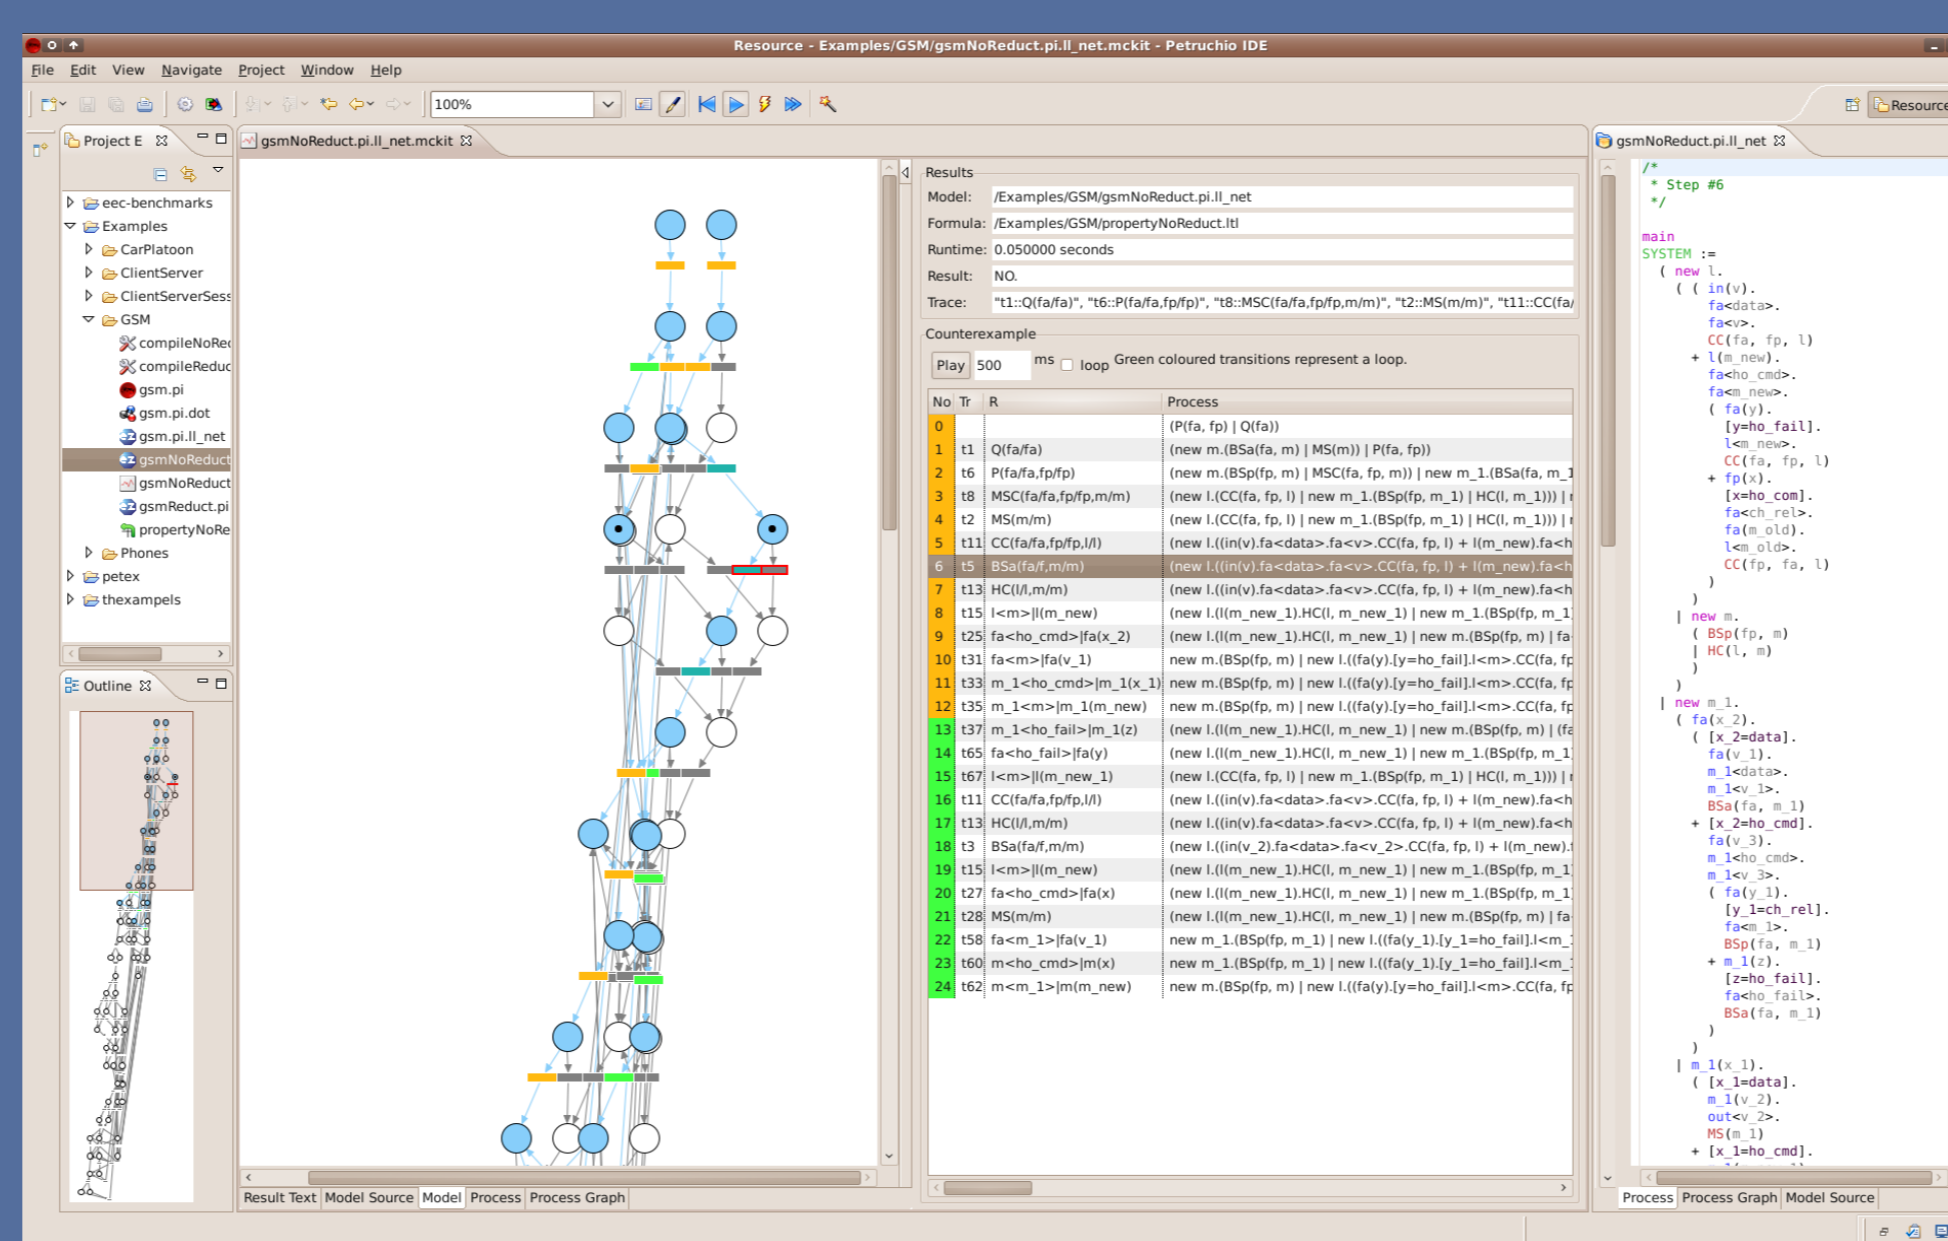 Resource - Examples/GSM/gsmNoReduct.pi.ll_net.mckit - Petruchio IDE
File Edit View Navigate Project Window Help
100%
Resource
Project E
eec-benchmarks
Examples
CarPlatoon
ClientServer
ClientServerSess
GSM
compileNoRec
compileReduc
gsm.pi
gsm.pi.dot
gsm.pi.ll_net
gsmNoReduct
gsmNoReduct
gsmReduct.pi
propertyNoRe
Phones
petex
thexampels
Outline
gsmNoReduct.pi.ll_net.mckit
Result Text Model Source Model Process Process Graph
Results
Model: /Examples/GSM/gsmNoReduct.pi.ll_net
Formula: /Examples/GSM/propertyNoReduct.ltl
Runtime: 0.050000 seconds
Result: NO.
Trace: "t1::Q(fa/fa)", "t6::P(fa/fa,fp/fp)", "t8::MSC(fa/fa,fp/fp,m/m)", "t2::MS(m/m)", "t11::CC(fa/
Counterexample
Play 500 ms loop Green coloured transitions represent a loop.
No Tr R Process
0 (P(fa, fp) | Q(fa))
1 t1 Q(fa/fa) (new m.(BSa(fa, m) | MS(m)) | P(fa, fp))
2 t6 P(fa/fa,fp/fp) (new m.(BSp(fp, m) | MSC(fa, fp, m)) | new m_1.(BSa(fa, m_1
3 t8 MSC(fa/fa,fp/fp,m/m) (new l.(CC(fa, fp, l) | new m_1.(BSp(fp, m_1) | HC(l, m_1))) | r
4 t2 MS(m/m) (new l.(CC(fa, fp, l) | new m_1.(BSp(fp, m_1) | HC(l, m_1))) | r
5 t11 CC(fa/fa,fp/fp,l/l) (new l.((in(v).fa<data>.fa<v>.CC(fa, fp, l) + l(m_new).fa<h
6 t5 BSa(fa/f,m/m) (new l.((in(v).fa<data>.fa<v>.CC(fa, fp, l) + l(m_new).fa<h
7 t13 HC(l/l,m/m) (new l.((in(v).fa<data>.fa<v>.CC(fa, fp, l) + l(m_new).fa<h
8 t15 l<m>|l(m_new) (new l.(l(m_new_1).HC(l, m_new_1) | new m_1.(BSp(fp, m_1
9 t25 fa<ho_cmd>|fa(x_2) (new l.(l(m_new_1).HC(l, m_new_1) | new m.(BSp(fp, m) | fa
10 t31 fa<m>|fa(v_1) new m.(BSp(fp, m) | new l.((fa(y).[y=ho_fail].l<m>.CC(fa, fp
11 t33 m_1<ho_cmd>|m_1(x_1) new m.(BSp(fp, m) | new l.((fa(y).[y=ho_fail].l<m>.CC(fa, fp
12 t35 m_1<m>|m_1(m_new) new m.(BSp(fp, m) | new l.((fa(y).[y=ho_fail].l<m>.CC(fa, fp
13 t37 m_1<ho_fail>|m_1(z) (new l.(l(m_new_1).HC(l, m_new_1) | new m.(BSp(fp, m) | (fa
14 t65 fa<ho_fail>|fa(y) (new l.(l(m_new_1).HC(l, m_new_1) | new m_1.(BSp(fp, m_1
15 t67 l<m>|l(m_new_1) (new l.(CC(fa, fp, l) | new m_1.(BSp(fp, m_1) | HC(l, m_1))) | r
16 t11 CC(fa/fa,fp/fp,l/l) (new l.((in(v).fa<data>.fa<v>.CC(fa, fp, l) + l(m_new).fa<h
17 t13 HC(l/l,m/m) (new l.((in(v).fa<data>.fa<v>.CC(fa, fp, l) + l(m_new).fa<h
18 t3 BSa(fa/f,m/m) (new l.((in(v_2).fa<data>.fa<v_2>.CC(fa, fp, l) + l(m_new).
19 t15 l<m>|l(m_new) (new l.(l(m_new_1).HC(l, m_new_1) | new m_1.(BSp(fp, m_1
20 t27 fa<ho_cmd>|fa(x) (new l.(l(m_new_1).HC(l, m_new_1) | new m_1.(BSp(fp, m_1
21 t28 MS(m/m) (new l.(l(m_new_1).HC(l, m_new_1) | new m.(BSp(fp, m) | fa
22 t58 fa<m_1>|fa(v_1) new m_1.(BSp(fp, m_1) | new l.((fa(y_1).[y_1=ho_fail].l<m_
23 t60 m<ho_cmd>|m(x) new m_1.(BSp(fp, m_1) | new l.((fa(y_1).[y_1=ho_fail].l<m_
24 t62 m<m_1>|m(m_new) new m.(BSp(fp, m) | new l.((fa(y).[y=ho_fail].l<m>.CC(fa, fp
gsmNoReduct.pi.ll_net
/*
* Step #6
*/
main
SYSTEM :=
( new l.
( ( in(v).
fa<data>.
fa<v>.
CC(fa, fp, l)
+ l(m_new).
fa<ho_cmd>.
fa<m_new>.
( fa(y).
[y=ho_fail].
l<m_new>.
CC(fa, fp, l)
+ fp(x).
[x=ho_com].
fa<ch_rel>.
fa(m_old).
l<m_old>.
CC(fp, fa, l)
)
)
| new m.
( BSp(fp, m)
| HC(l, m)
)
)
| new m_1.
( fa(x_2).
( [x_2=data].
fa(v_1).
m_1<data>.
m_1<v_1>.
BSa(fa, m_1)
+ [x_2=ho_cmd].
fa(v_3).
m_1<ho_cmd>.
m_1<v_3>.
( fa(y_1).
[y_1=ch_rel].
fa<m_1>.
BSp(fa, m_1)
+ m_1(z).
[z=ho_fail].
fa<ho_fail>.
BSa(fa, m_1)
)
)
| m_1(x_1).
( [x_1=data].
m_1(v_2).
out<v_2>.
MS(m_1)
+ [x_1=ho_cmd].
Process Process Graph Model Source